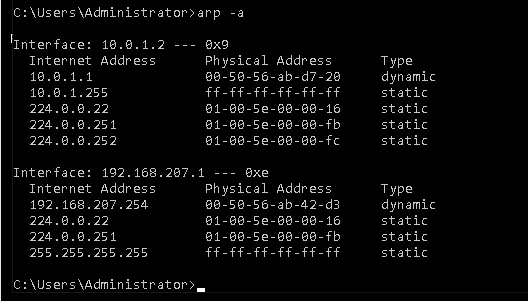 C:\Users\Administrator>arp -a
Interface: 10.0.1.2 --- 0x9
Internet Address Physical Address Type
10.0.1.1 00-50-56-ab-d7-20 dynamic
10.0.1.255 ff-ff-ff-ff-ff-ff static
224.0.0.22 01-00-5e-00-00-16 static
224.0.0.251 01-00-5e-00-00-fb static
224.0.0.252 01-00-5e-00-00-fc static
Interface: 192.168.207.1 --- 0xe
Internet Address Physical Address Type
192.168.207.254 00-50-56-ab-42-d3 dynamic
224.0.0.22 01-00-5e-00-00-16 static
224.0.0.251 01-00-5e-00-00-fb static
255.255.255.255 ff-ff-ff-ff-ff-ff static
C:\Users\Administrator>